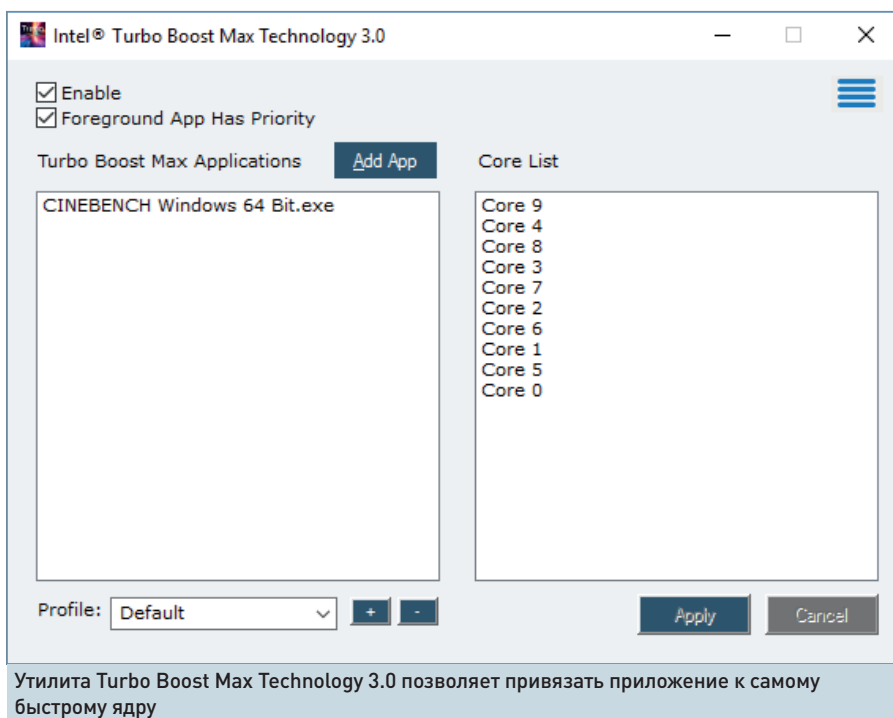 Intel® Turbo Boost Max Technology 3.0
Enable
Foreground App Has Priority
Turbo Boost Max Applications
Add App
Core List
CINEBENCH Windows 64 Bit.exe
Core 9
Core 4
Core 8
Core 3
Core 7
Core 2
Core 6
Core 1
Core 5
Core 0
Profile:
Default
+
-
Apply
Cancel
Утилита Turbo Boost Max Technology 3.0 позволяет привязать приложение к самому
быстрому ядру